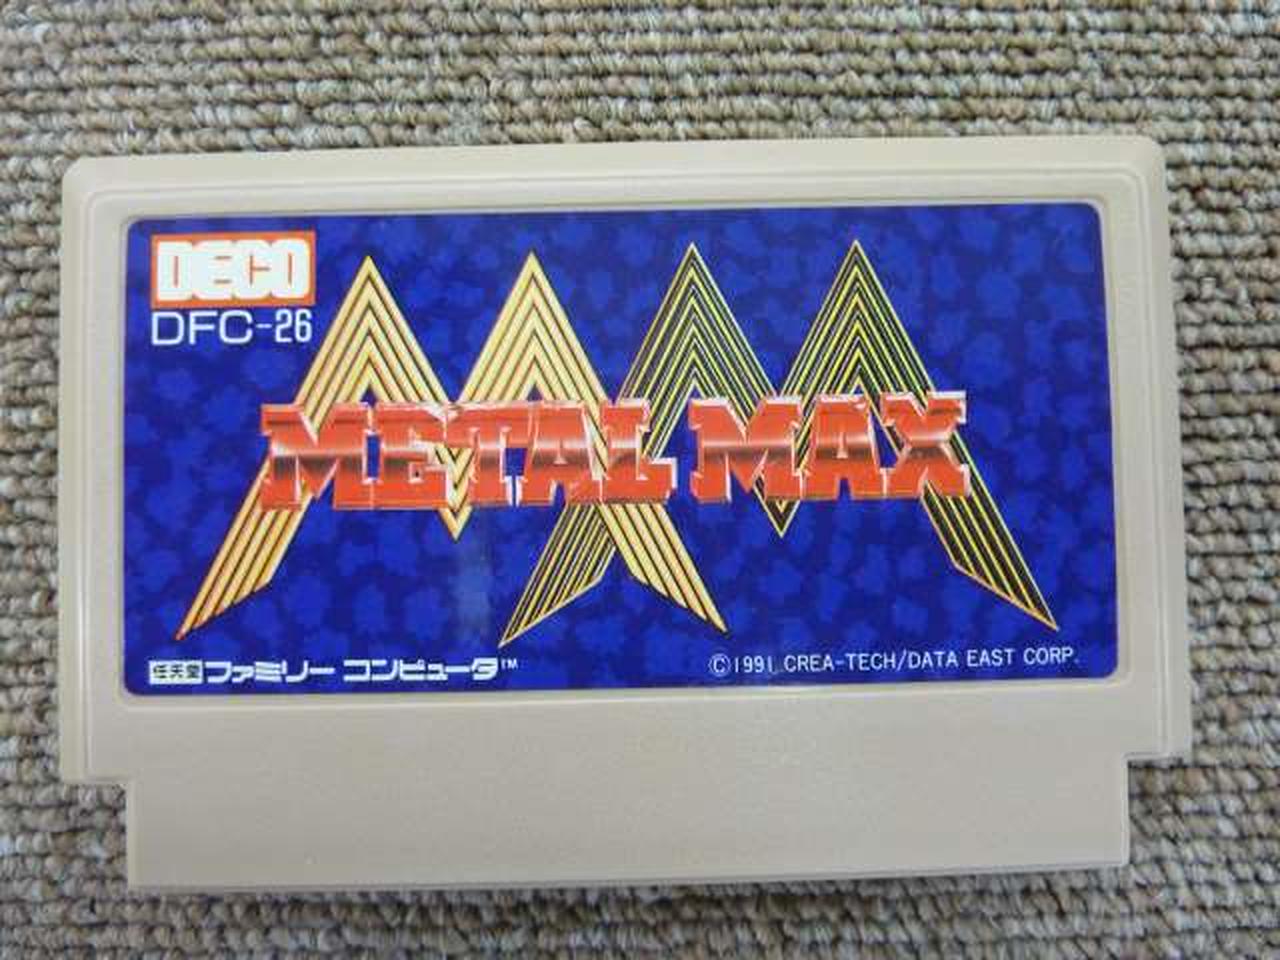 DECO
DFC-26
METAL MAX
任天堂 ファミリー コンピュータ™
©1991 CREA-TECH/DATA EAST CORP.